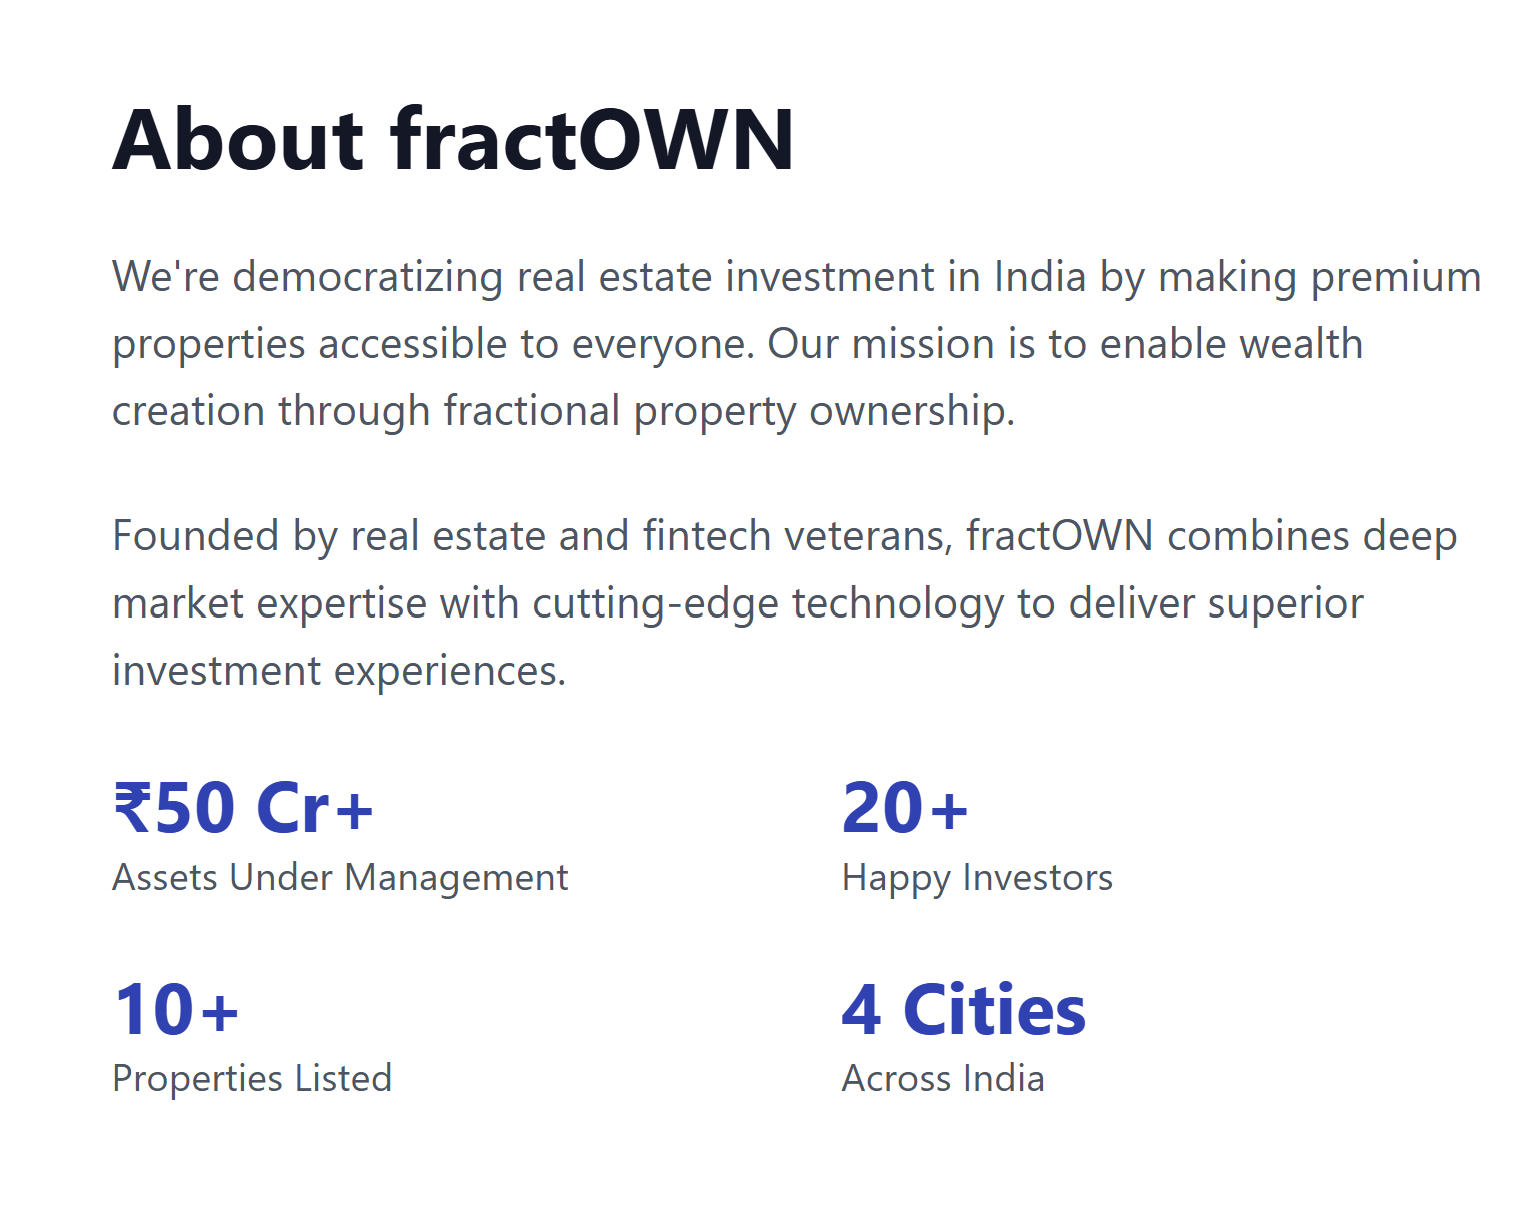 About fractOWN
We're democratizing real estate investment in India by making premium
properties accessible to everyone. Our mission is to enable wealth
creation through fractional property ownership.
Founded by real estate and fintech veterans, fractOWN combines deep
market expertise with cutting-edge technology to deliver superior
investment experiences.
₹50 Cr+
Assets Under Management
20+
Happy Investors
10+
Properties Listed
4 Cities
Across India